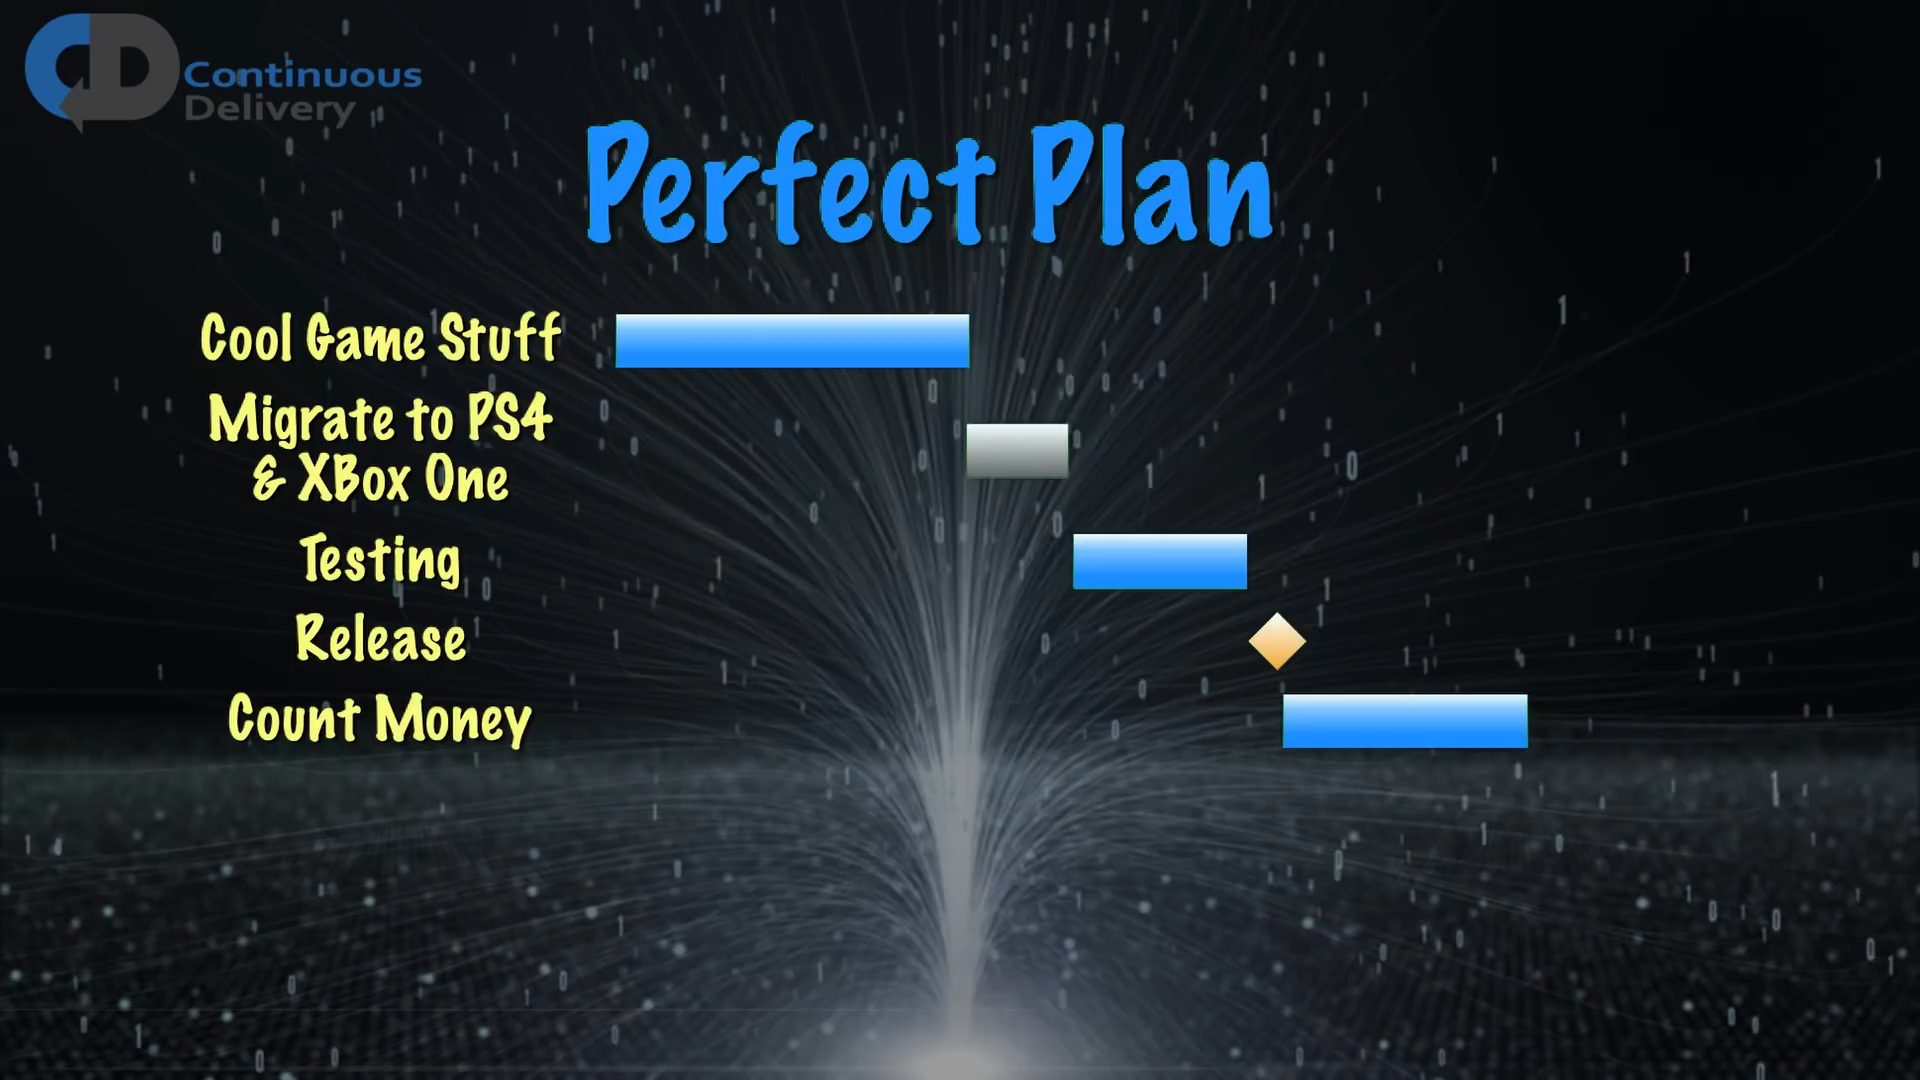 Continuous
Delivery
Perfect Plan
Cool Game Stuff
Migrate to PS4
& XBox One
Testing
Release
Count Money